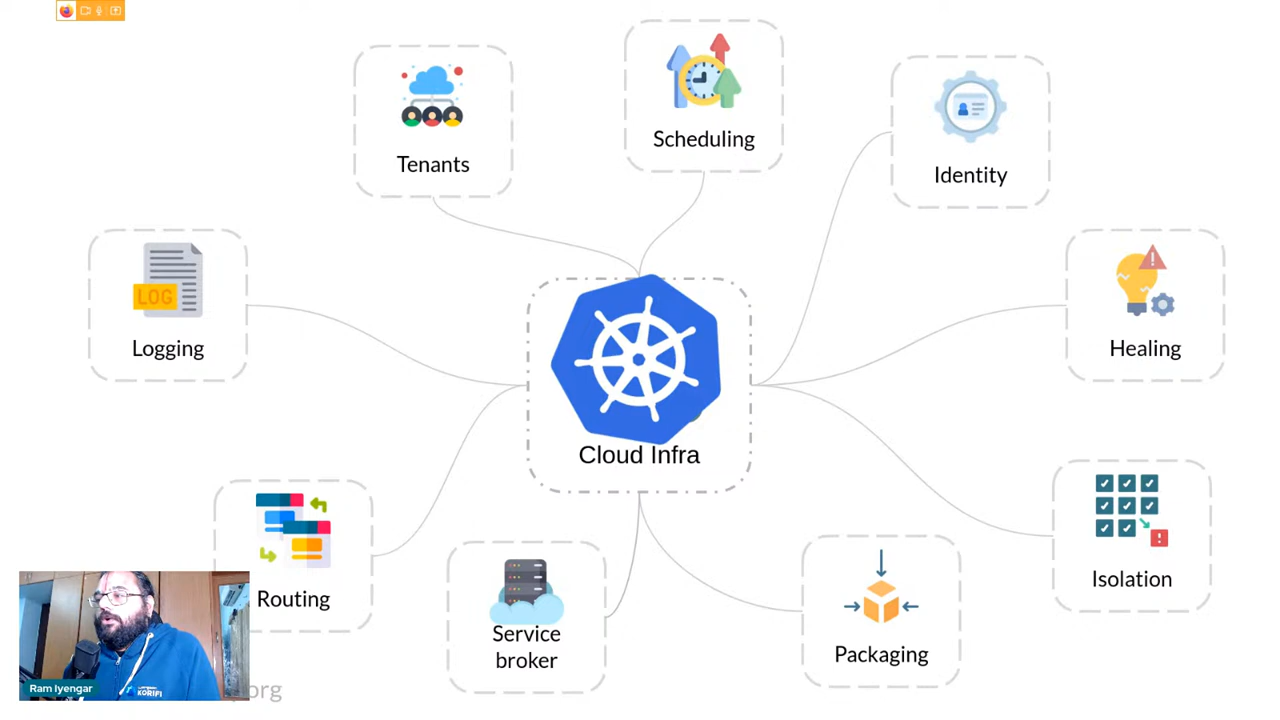 Tenants
Scheduling
Identity
LOG
Logging
Healing
Cloud Infra
Isolation
Routing
Service
broker
Packaging
KORIFI
Ram Iyengar
org